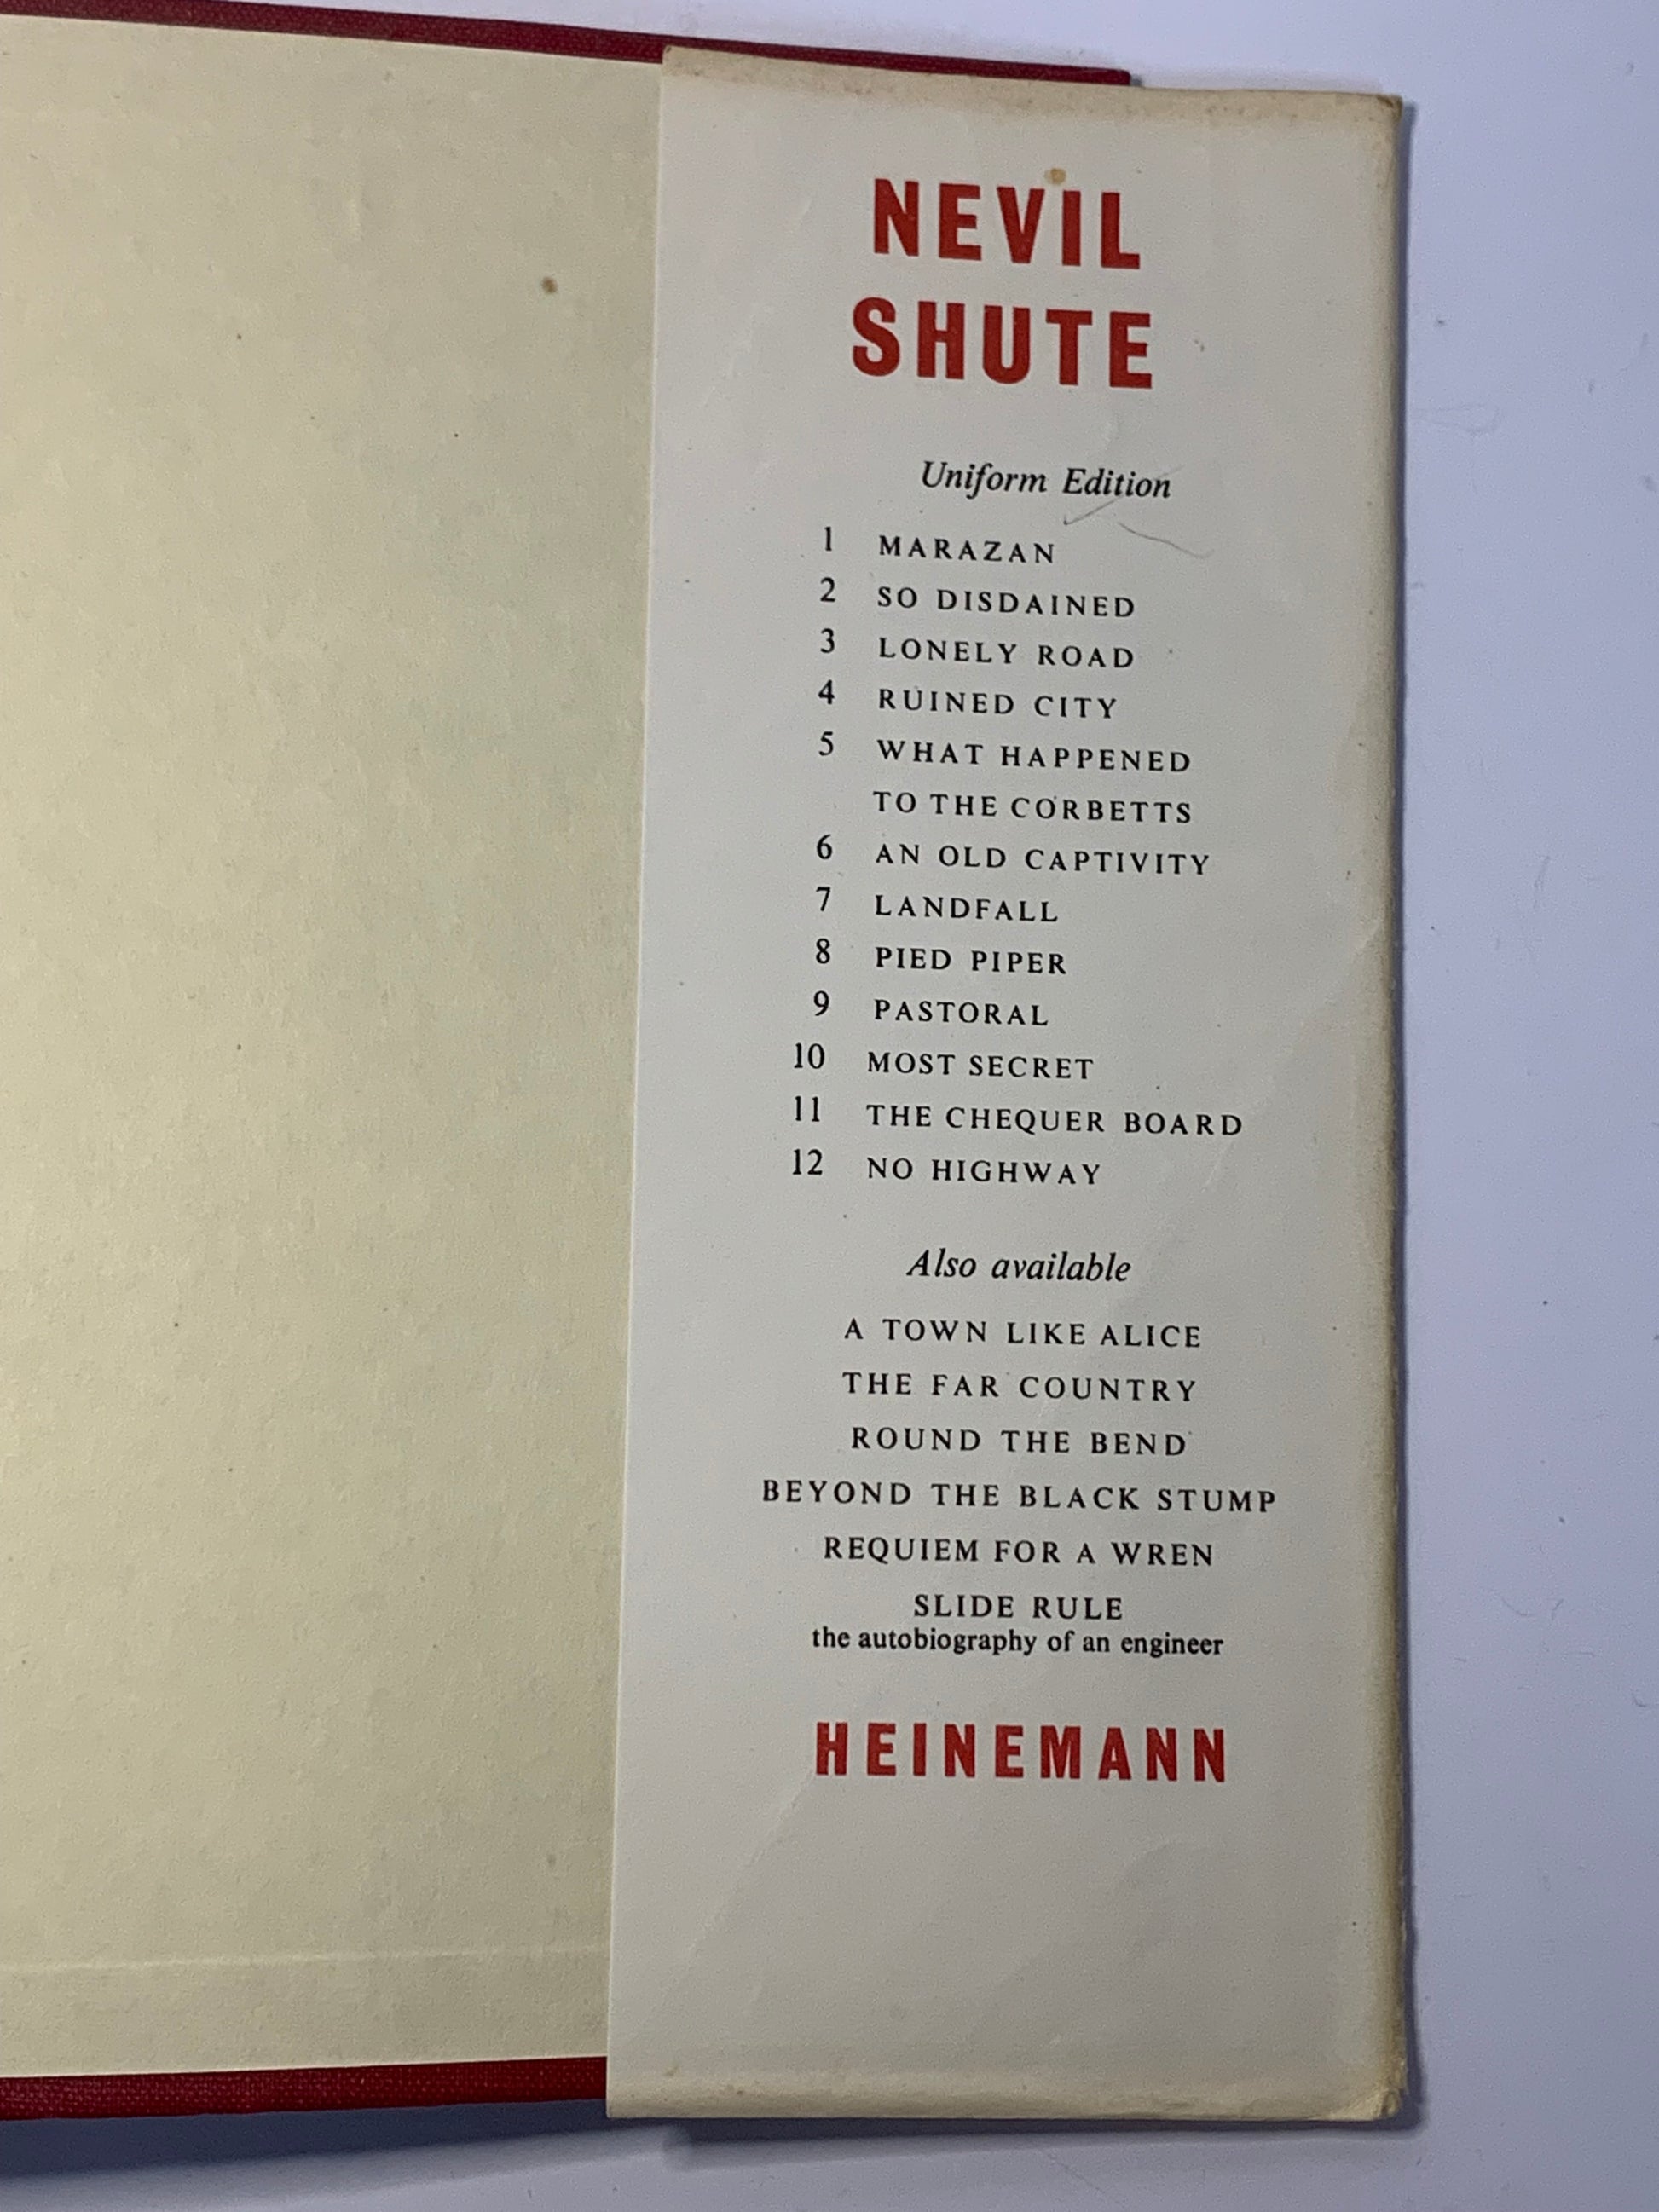 NEVIL
SHUTE
Uniform Edition
1 MARAZAN
2 SO DISDAINED
3 LONELY ROAD
4 RUINED CITY
5 WHAT HAPPENED
TO THE CORBETTS
6 AN OLD CAPTIVITY
7 LANDFALL
8 PIED PIPER
9 PASTORAL
10 MOST SECRET
11 THE CHEQUER BOARD
12 NO HIGHWAY
Also available
A TOWN LIKE ALICE
THE FAR COUNTRY
ROUND THE BEND
BEYOND THE BLACK STUMP
REQUIEM FOR A WREN
SLIDE RULE
the autobiography of an engineer
HEINEMANN